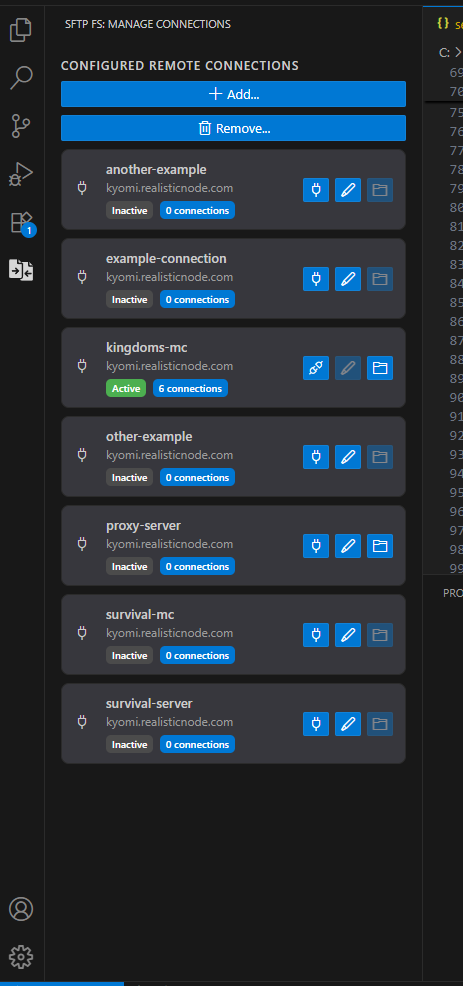 SFTP FS: MANAGE CONNECTIONS
CONFIGURED REMOTE CONNECTIONS
Add...
Remove...
another-example
kyomi.realisticnode.com
Inactive 0 connections
example-connection
kyomi.realisticnode.com
Inactive 0 connections
kingdoms-mc
kyomi.realisticnode.com
Active 6 connections
other-example
kyomi.realisticnode.com
Inactive 0 connections
proxy-server
kyomi.realisticnode.com
Inactive 0 connections
survival-mc
kyomi.realisticnode.com
Inactive 0 connections
survival-server
kyomi.realisticnode.com
Inactive 0 connections
1
{} se
C: >
69
70
75
76
77
78
79
80
81
82
83
84
85
86
87
88
89
90
91
92
93
94
95
96
97
98
99
PRO